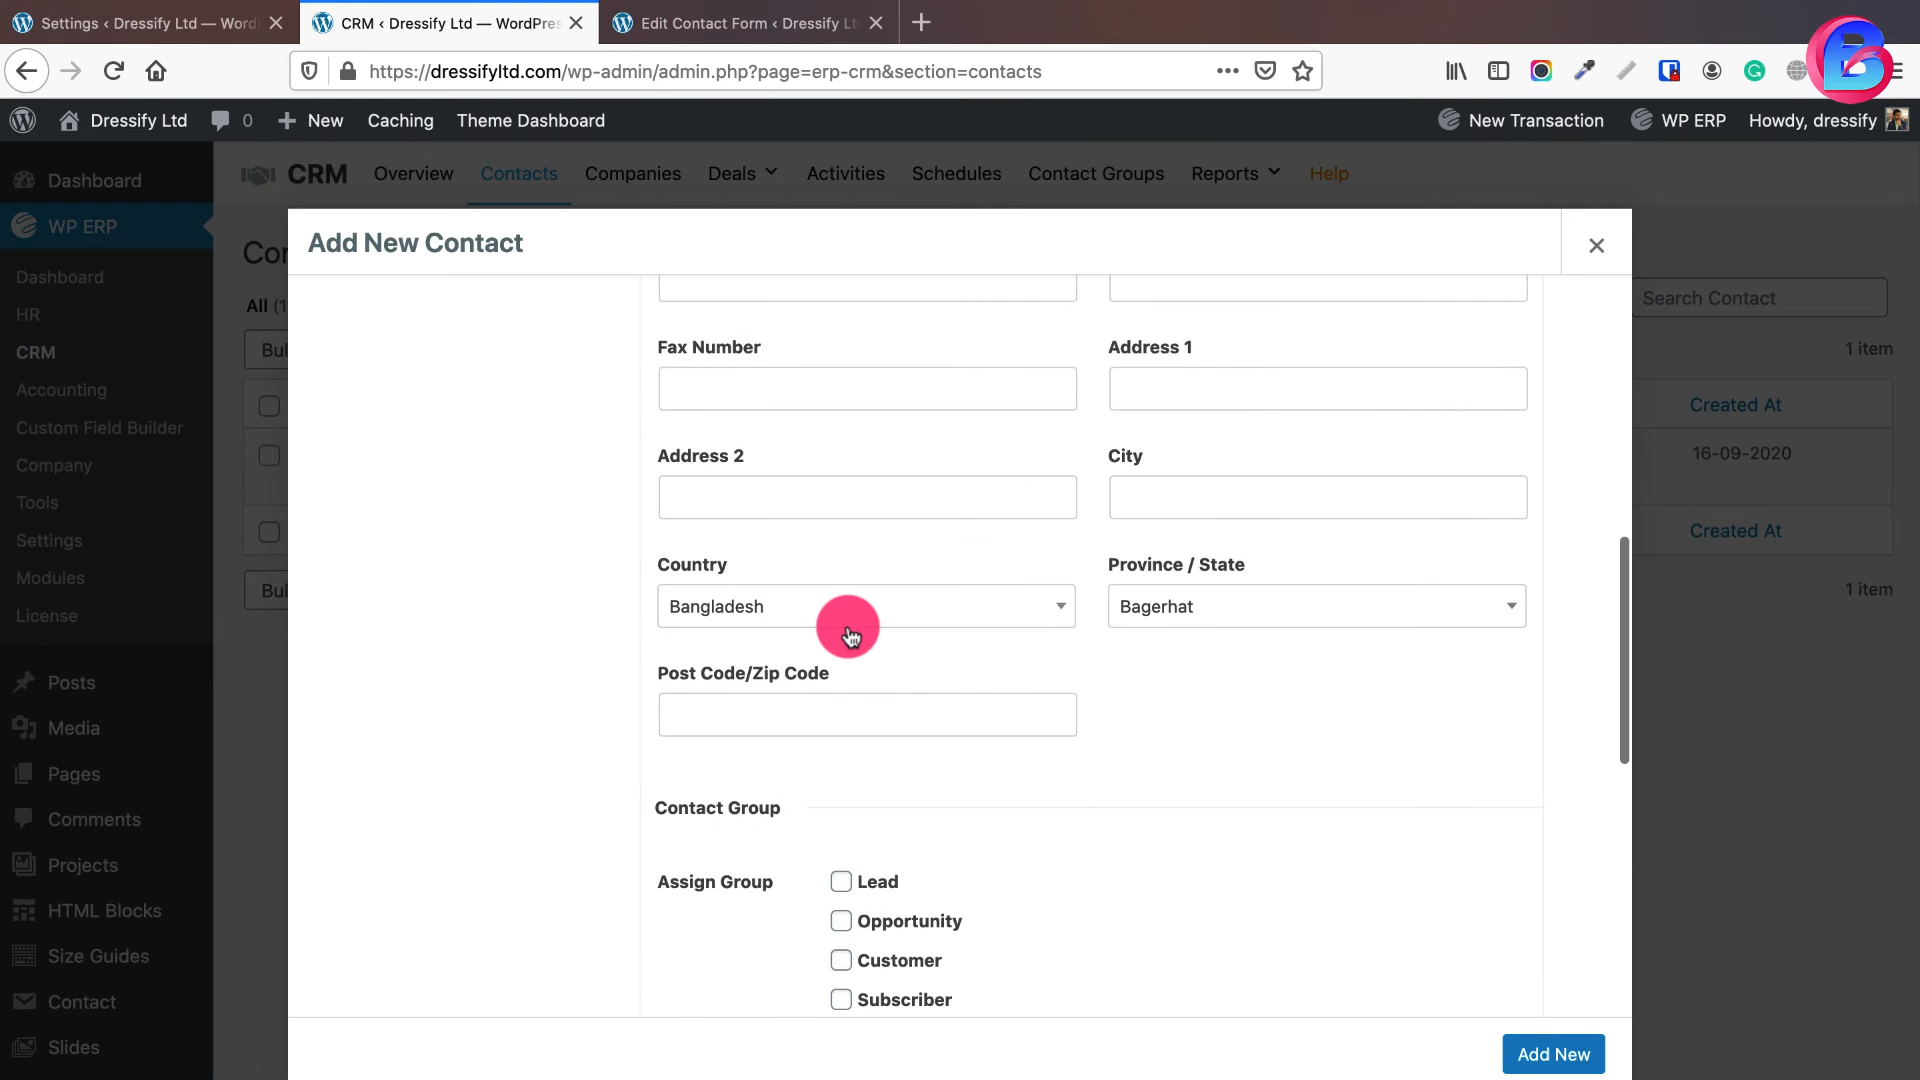 Settings ‹ Dressify Ltd — Word
CRM ‹ Dressify Ltd — WordPres
Edit Contact Form ‹ Dressify Lt
https://dressifyltd.com/wp-admin/admin.php?page=erp-crm&section=contacts
Dressify Ltd
0
New
Caching
Theme Dashboard
New Transaction
WP ERP
Howdy, dressify
Dashboard
WP ERP
Dashboard
HR
CRM
Accounting
Custom Field Builder
Company
Tools
Settings
Modules
License
Posts
Media
Pages
Comments
Projects
HTML Blocks
Size Guides
Contact
Slides
CRM
Overview
Contacts
Companies
Deals
Activities
Schedules
Contact Groups
Reports
Help
Con
All (1
Bul
Bul
Search Contact
1 item
Created At
16-09-2020
Created At
1 item
Add New Contact
Fax Number
Address 1
Address 2
City
Country
Province / State
Bangladesh
Bagerhat
Post Code/Zip Code
Contact Group
Assign Group
Lead
Opportunity
Customer
Subscriber
Add New